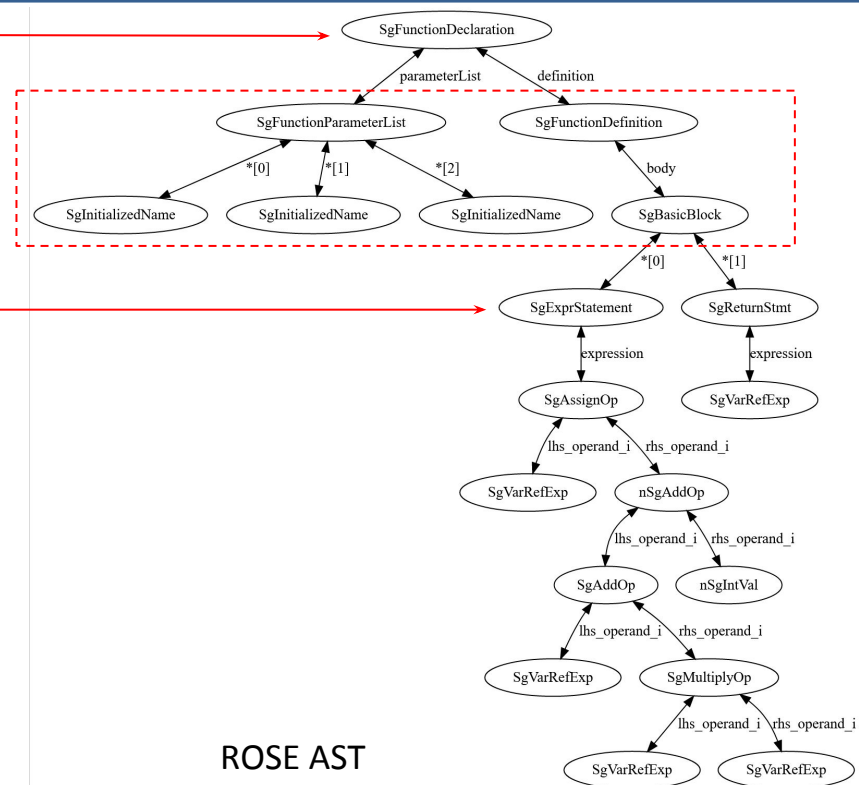 SgFunctionDeclaration
parameterList
definition
SgFunctionParameterList
SgFunctionDefinition
*[0]
*[1]
*[2]
body
SgInitializedName
SgInitializedName
SgInitializedName
SgBasicBlock
*[0]
*[1]
SgExprStatement
SgReturnStmt
expression
expression
SgAssignOp
SgVarRefExp
lhs_operand_i
rhs_operand_i
SgVarRefExp
nSgAddOp
lhs_operand_i
rhs_operand_i
SgAddOp
nSgIntVal
lhs_operand_i
rhs_operand_i
SgVarRefExp
SgMultiplyOp
lhs_operand_i
rhs_operand_i
ROSE AST
SgVarRefExp
SgVarRefExp